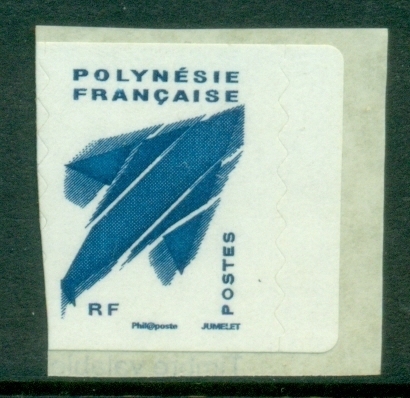 POLYNÉSIE
FRANÇAISE
POSTES
RF
Phil@poste JUMELET